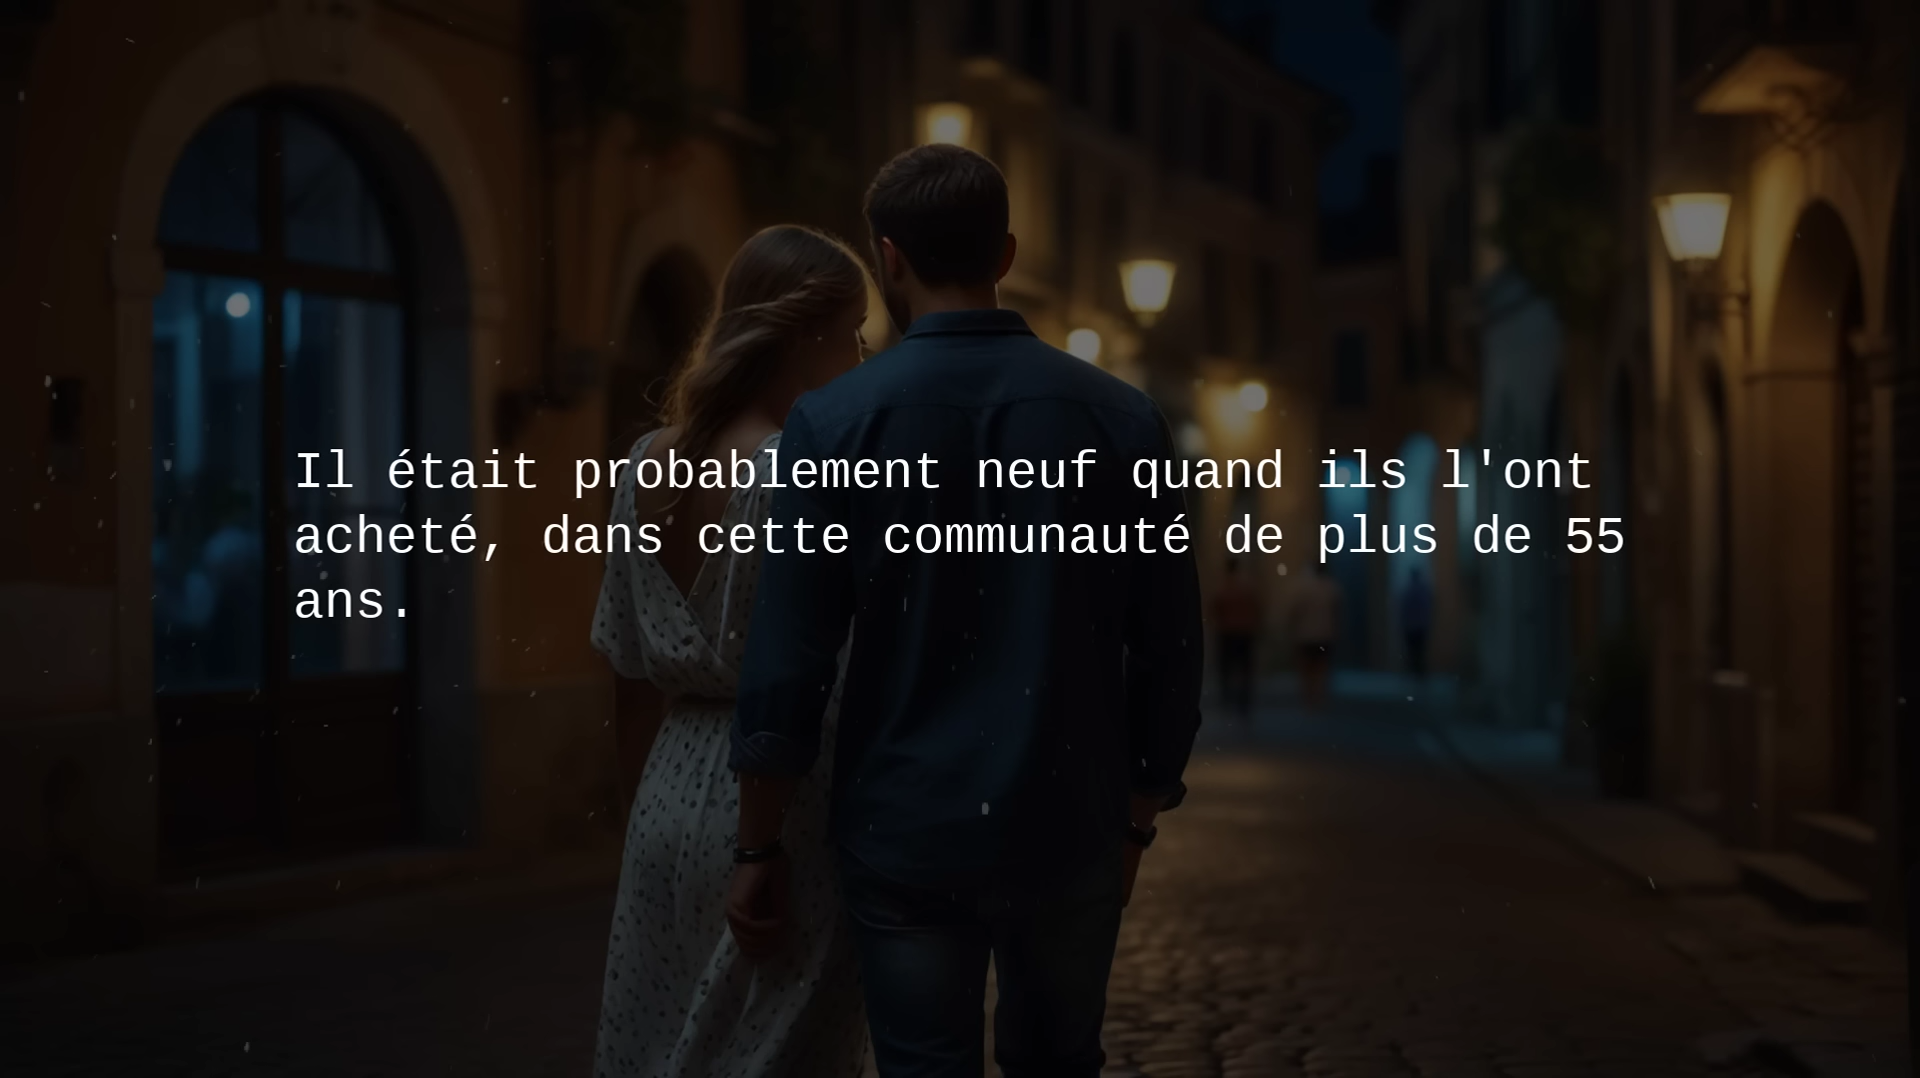 Il était probablement neuf quand ils l'ont
acheté, dans cette communauté de plus de 55
ans.